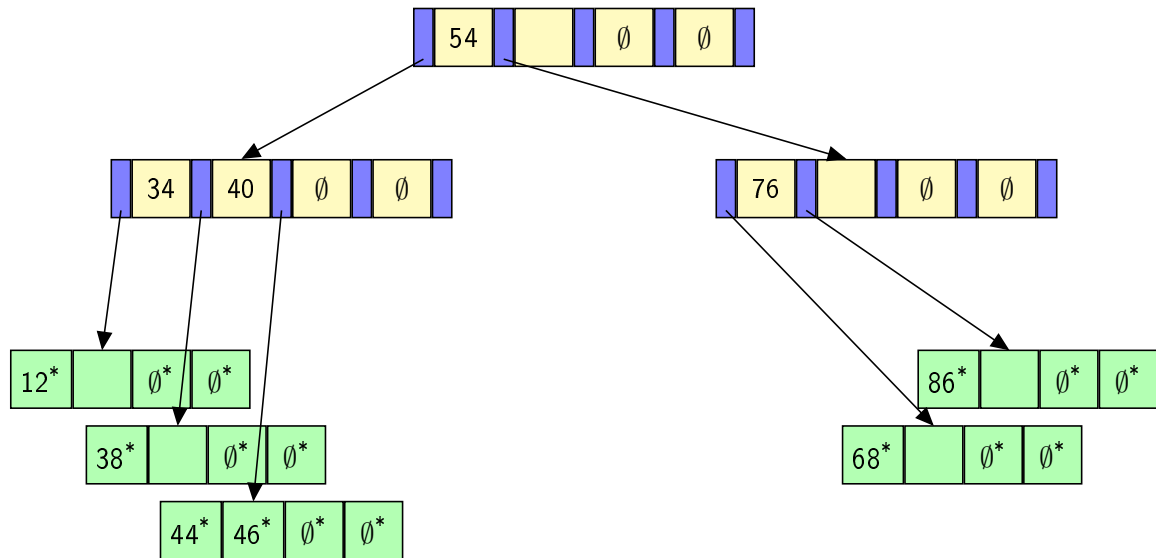 54 ∅ ∅
34 40 ∅ ∅
76 ∅ ∅
12* ∅* ∅*
86* ∅* ∅*
38* ∅* ∅*
68* ∅* ∅*
44* 46* ∅* ∅*